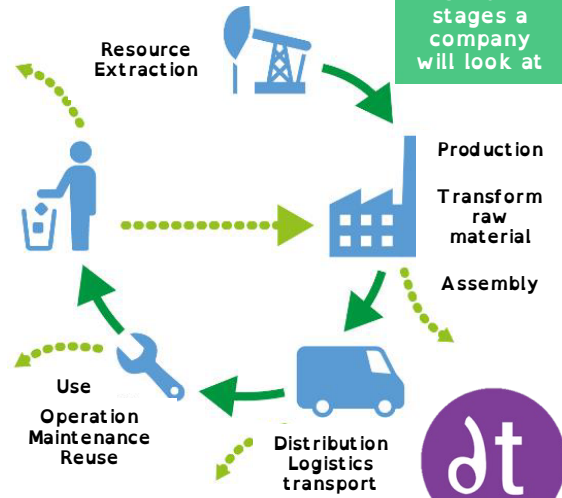 stages a
company
will look at
Resource
Extraction
Production
Transform
raw
material
Assembly
Use
Operation
Maintenance
Reuse
Distribution
Logistics
transport
dt